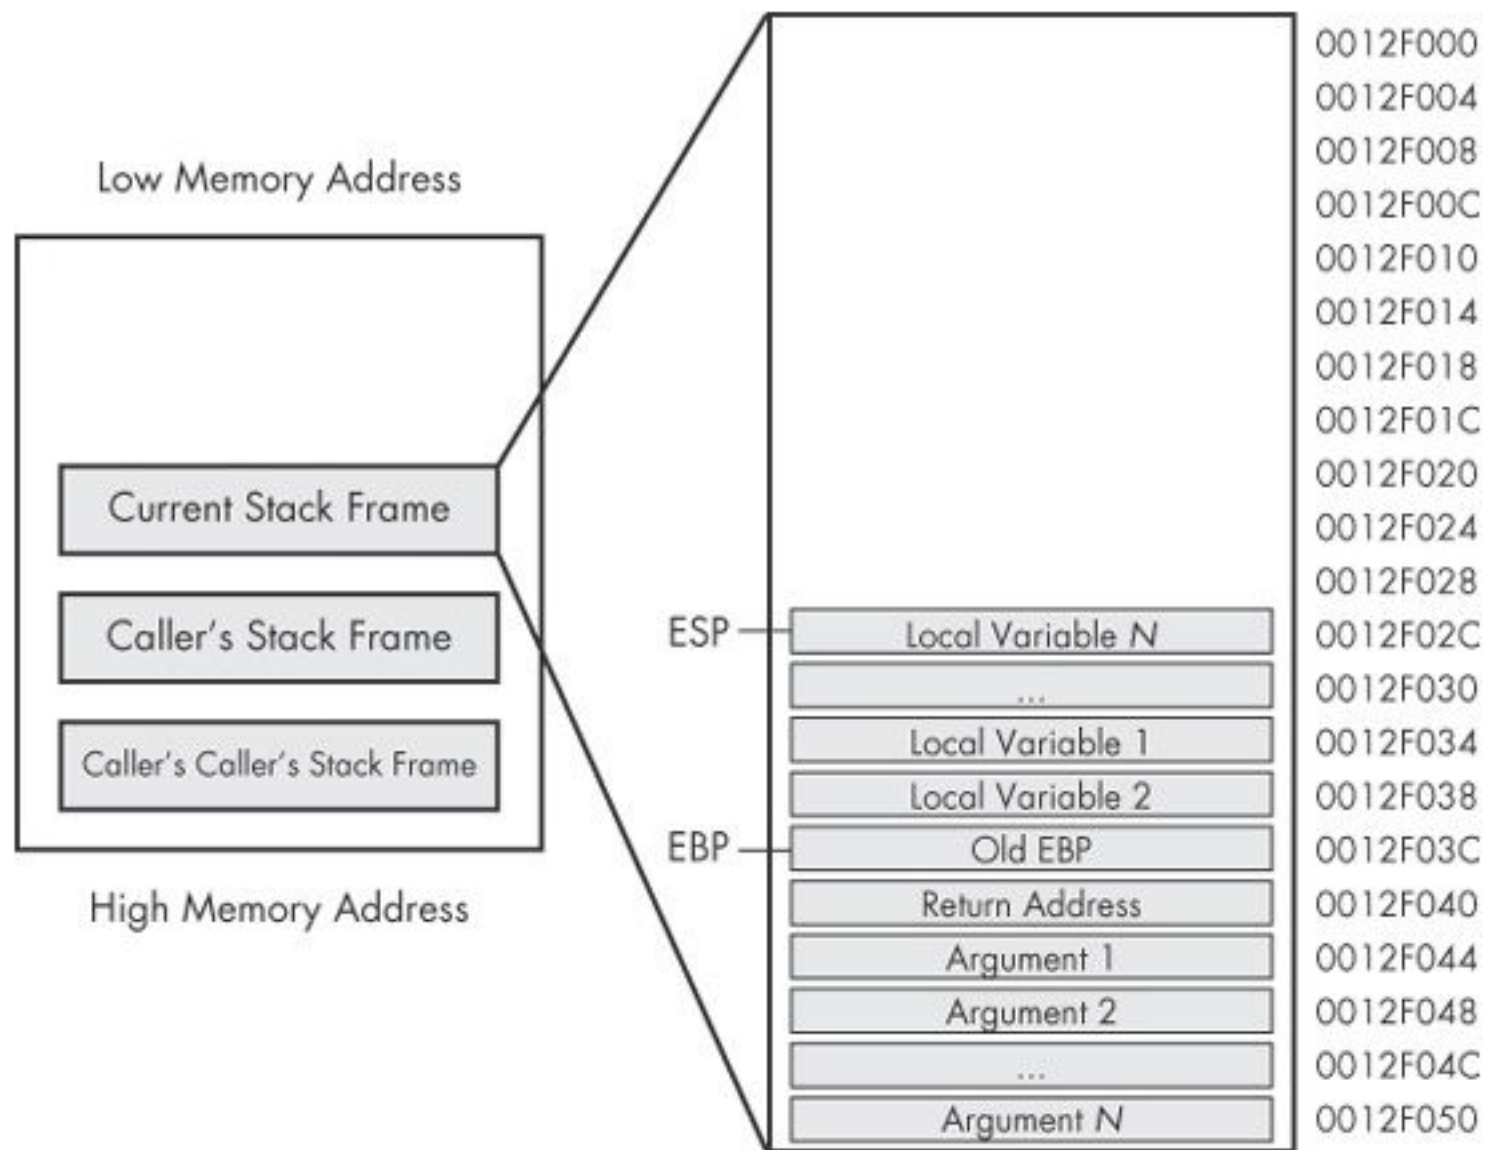 Low Memory Address
Current Stack Frame
Caller's Stack Frame
Caller's Caller's Stack Frame
High Memory Address
0012F000
0012F004
0012F008
0012F00C
0012F010
0012F014
0012F018
0012F01C
0012F020
0012F024
0012F028
ESP Local Variable N 0012F02C
... 0012F030
Local Variable 1 0012F034
Local Variable 2 0012F038
EBP Old EBP 0012F03C
Return Address 0012F040
Argument 1 0012F044
Argument 2 0012F048
... 0012F04C
Argument N 0012F050